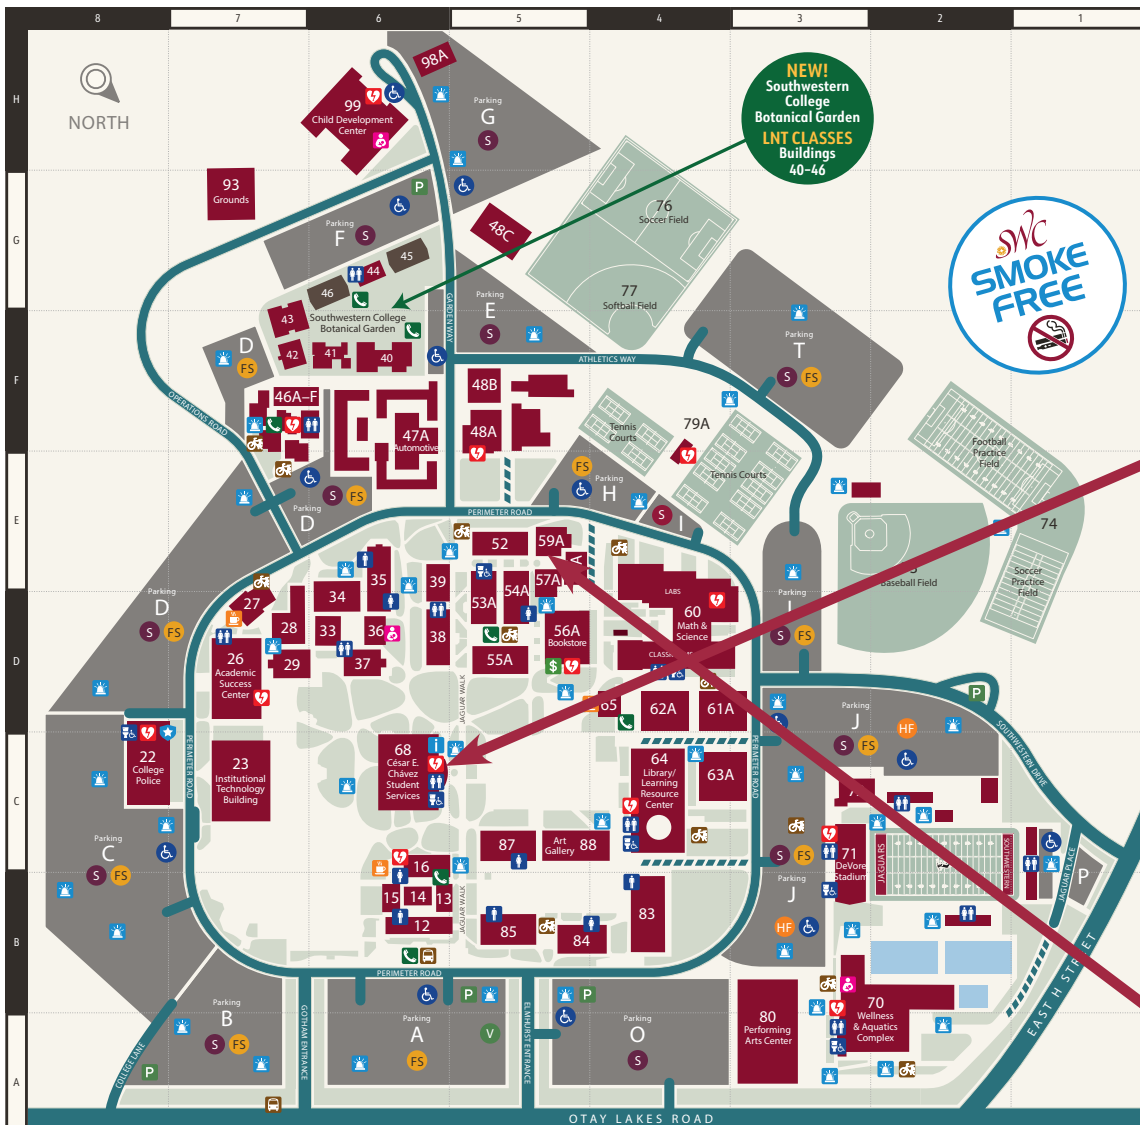 8 7 6 5 4 3 2 1
H
G
F
E
D
C
B
A
NORTH
98A
99
Child Development
Center
Parking
G
S
NEW!
Southwestern
College
Botanical Garden
LNT CLASSES
Buildings
40–46
93
Grounds
P
Parking
F
S
48C
76
Soccer Field
77
Softball Field
SWC
SMOKE
FREE
45
44
46
43
Southwestern College
Botanical Garden
42
41
40
GARDEN WAY
Parking
E
S
Parking
T
S
FS
D
FS
ATHLETICS WAY
OPERATIONS ROAD
46A–F
47A
Automotive
48B
48A
Tennis
Courts
79A
Tennis Courts
Football
Practice
Field
74
Soccer
Practice
Field
Baseball Field
S
FS
Parking
D
FS
Parking
H
S
I
PERIMETER ROAD
52
59A
57A
53A
54A
39
38
35
34
33
36
37
27
28
29
26
Academic
Success
Center
Parking
D
S
FS
56A
Bookstore
$
55A
JAGUAR WALK
LABS
60
Math &
Science
Parking
S
FS
65
62A
61A
Parking
J
S
FS
HF
P
SOUTHWESTERN DRIVE
22
College
Police
PERIMETER ROAD
23
Institutional
Technology
Building
68
César E.
Chávez
Student
Services
i
64
Library/
Learning
Resource
Center
63A
PERIMETER ROAD
Parking
C
S
FS
87
Art
Gallery
88
16
15
14
13
12
JAGUAR WALK
85
84
83
S
FS
Parking
J
HF
71
DeVore
Stadium
JAGUARS
SOUTHWESTERN
JAGUAR PLACE
P
EAST H STREET
PERIMETER ROAD
Parking
B
S
FS
P
COLLEGE LANE
GOTHAM ENTRANCE
Parking
A
FS
P
V
ELMHURST ENTRANCE
P
Parking
O
S
80
Performing
Arts Center
70
Wellness
& Aquatics
Complex
OTAY LAKES ROAD